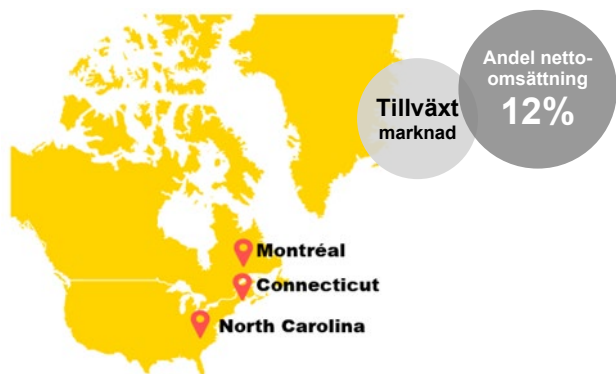 Andel netto-
omsättning
12%
Tillväxt
marknad
Montréal
Connecticut
North Carolina